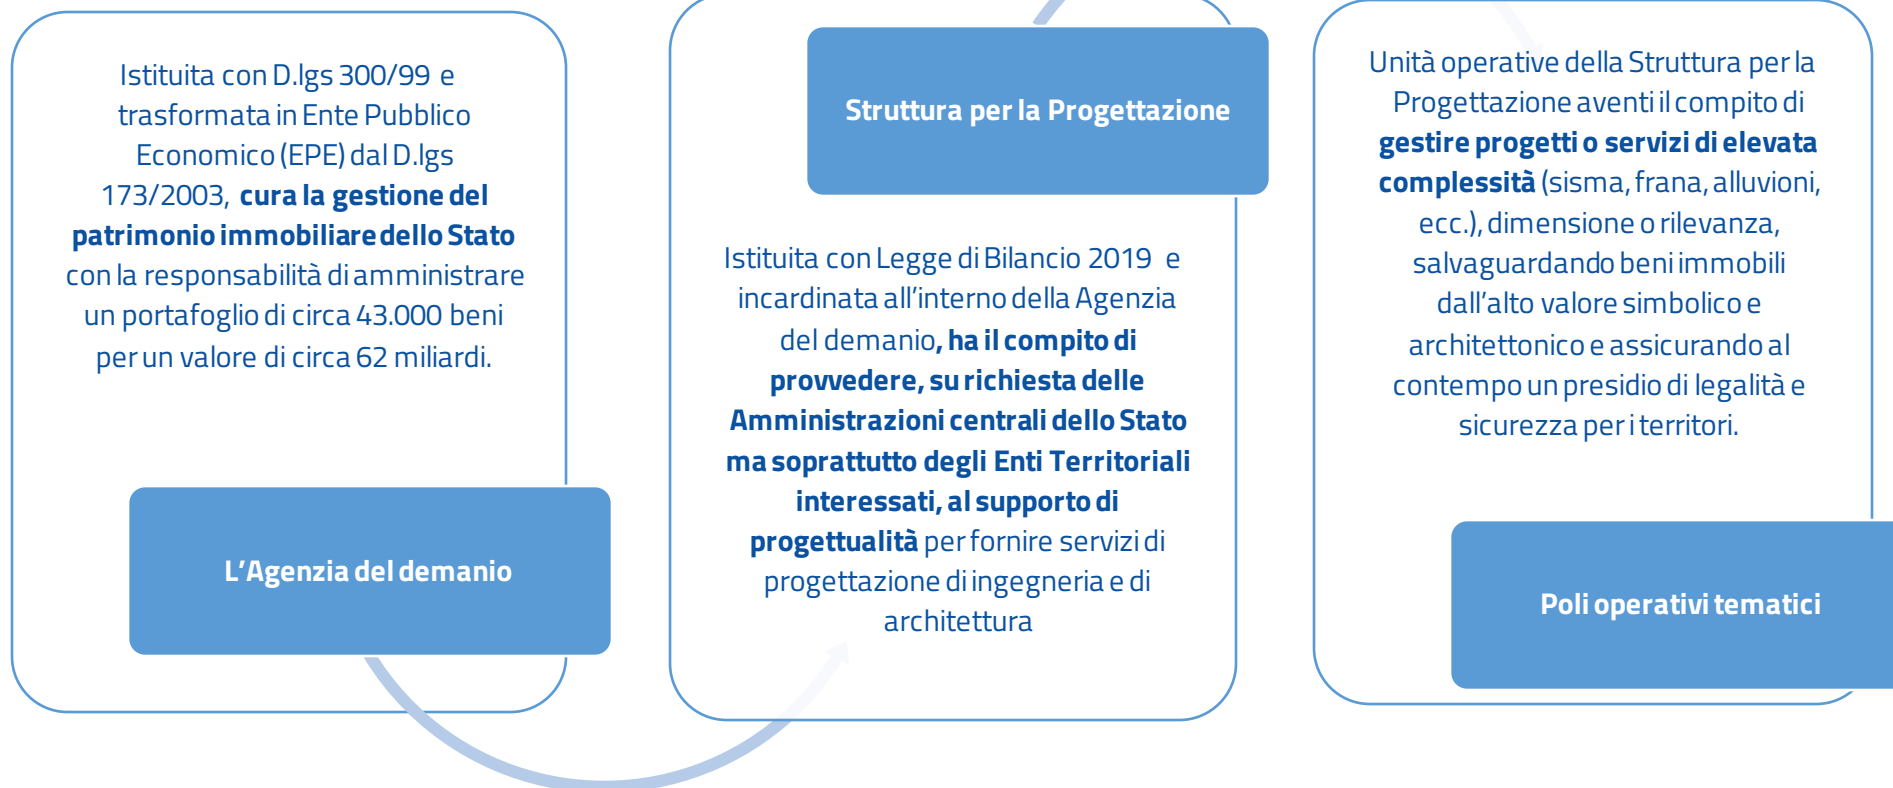 Istituita con D.lgs 300/99 e
trasformata in Ente Pubblico
Economico (EPE) dal D.lgs
173/2003, cura la gestione del
patrimonio immobiliare dello Stato
con la responsabilità di amministrare
un portafoglio di circa 43.000 beni
per un valore di circa 62 miliardi.
L’Agenzia del demanio
Struttura per la Progettazione
Istituita con Legge di Bilancio 2019 e
incardinata all’interno della Agenzia
del demanio, ha il compito di
provvedere, su richiesta delle
Amministrazioni centrali dello Stato
ma soprattutto degli Enti Territoriali
interessati, al supporto di
progettualità per fornire servizi di
progettazione di ingegneria e di
architettura
Unità operative della Struttura per la
Progettazione aventi il compito di
gestire progetti o servizi di elevata
complessità (sisma, frana, alluvioni,
ecc.), dimensione o rilevanza,
salvaguardando beni immobili
dall’alto valore simbolico e
architettonico e assicurando al
contempo un presidio di legalità e
sicurezza per i territori.
Poli operativi tematici